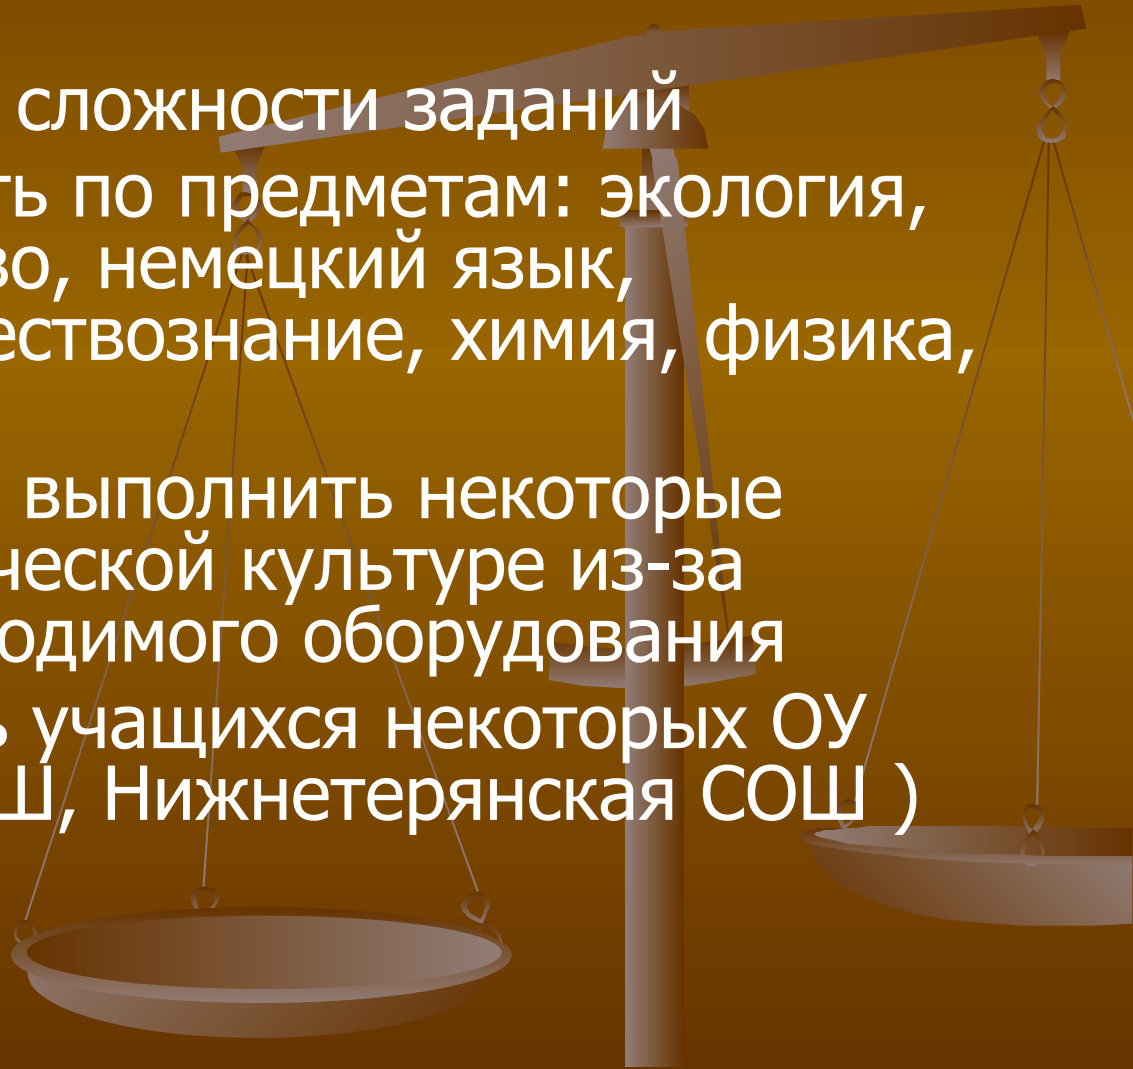 сложности заданий
ть по предметам: экология,
во, немецкий язык,
ествознание, химия, физика,
выполнить некоторые
ческой культуре из-за
одимого оборудования
ь учащихся некоторых ОУ
Ш, Нижнетерянская СОШ )